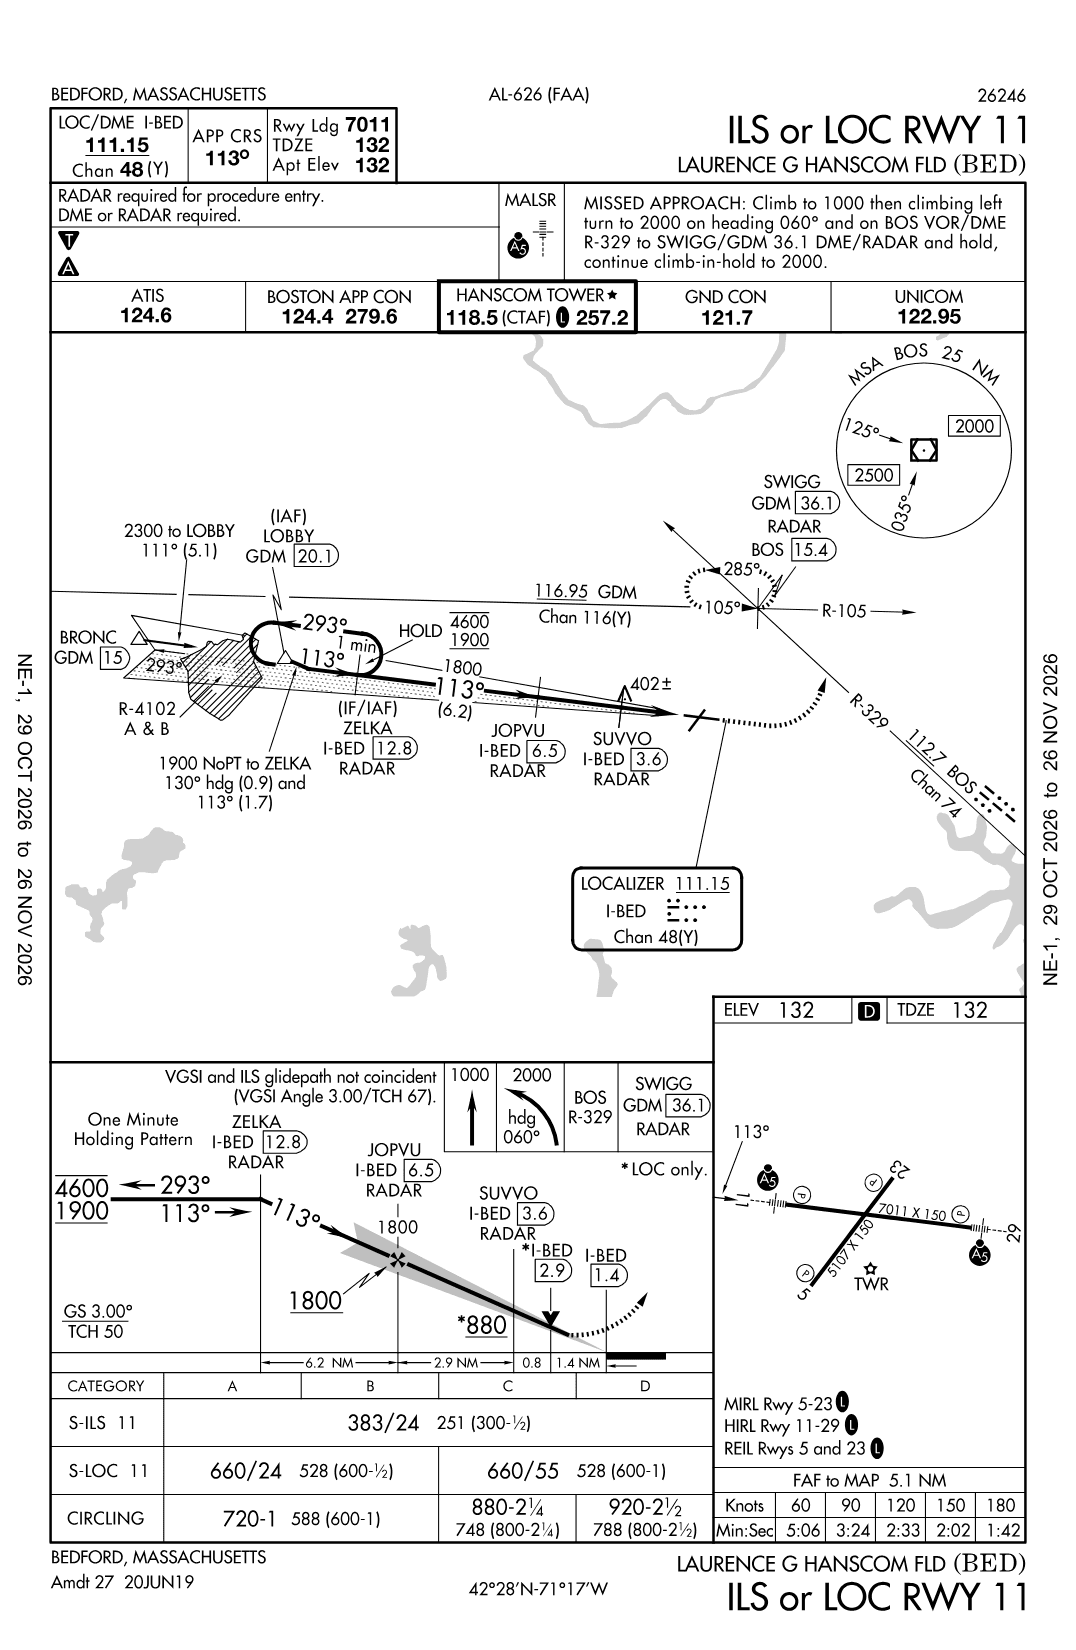 BEDFORD, MASSACHUSETTS
AL-626 (FAA)
26246
LOC/DME I-BED
111.15
Chan 48 (Y)
APP CRS
113°
Rwy Ldg 7011
TDZE 132
Apt Elev 132
ILS or LOC RWY 11
LAURENCE G HANSCOM FLD (BED)
RADAR required for procedure entry.
DME or RADAR required.
T
A
MALSR
A5
MISSED APPROACH: Climb to 1000 then climbing left
turn to 2000 on heading 060° and on BOS VOR/DME
R-329 to SWIGG/GDM 36.1 DME/RADAR and hold,
continue climb-in-hold to 2000.
ATIS
124.6
BOSTON APP CON
124.4 279.6
HANSCOM TOWER★
118.5 (CTAF) L 257.2
GND CON
121.7
UNICOM
122.95
MSA BOS 25 NM
125°
2000
2500
035°
SWIGG
GDM 36.1
RADAR
BOS 15.4
285°
105°
R-105
116.95 GDM
Chan 116(Y)
(IAF)
LOBBY
GDM 20.1
2300 to LOBBY
111° (5.1)
BRONC
GDM 15
293°
293°
1 min
113°
HOLD
4600
1900
1800
113°
(6.2)
402±
R-4102
A & B
(IF/IAF)
ZELKA
I-BED 12.8
RADAR
JOPVU
I-BED 6.5
RADAR
SUVVO
I-BED 3.6
RADAR
1900 NoPT to ZELKA
130° hdg (0.9) and
113° (1.7)
R-329
112.7 BOS
Chan 74
LOCALIZER 111.15
I-BED
Chan 48(Y)
NE-1, 29 OCT 2026 to 26 NOV 2026
NE-1, 29 OCT 2026 to 26 NOV 2026
ELEV 132
D
TDZE 132
113°
A5
P
11
P
23
7011 X 150
P
29
A5
5107 X 150
P
5
TWR
MIRL Rwy 5-23 L
HIRL Rwy 11-29 L
REIL Rwys 5 and 23 L
FAF to MAP 5.1 NM
Knots 60 90 120 150 180
Min:Sec 5:06 3:24 2:33 2:02 1:42
VGSI and ILS glidepath not coincident
(VGSI Angle 3.00/TCH 67).
1000
2000
hdg
060°
BOS
R-329
SWIGG
GDM 36.1
RADAR
One Minute
Holding Pattern
ZELKA
I-BED 12.8
RADAR
JOPVU
I-BED 6.5
RADAR
*LOC only.
4600
1900
293°
113°
113°
1800
SUVVO
I-BED 3.6
RADAR
*I-BED
2.9
I-BED
1.4
1800
*880
GS 3.00°
TCH 50
6.2 NM
2.9 NM
0.8
1.4 NM
CATEGORY A B C D
S-ILS 11 383/24 251 (300-½)
S-LOC 11 660/24 528 (600-½) 660/55 528 (600-1)
CIRCLING 720-1 588 (600-1) 880-2¼ 748 (800-2¼) 920-2½ 788 (800-2½)
BEDFORD, MASSACHUSETTS
Amdt 27 20JUN19
42°28'N-71°17'W
LAURENCE G HANSCOM FLD (BED)
ILS or LOC RWY 11